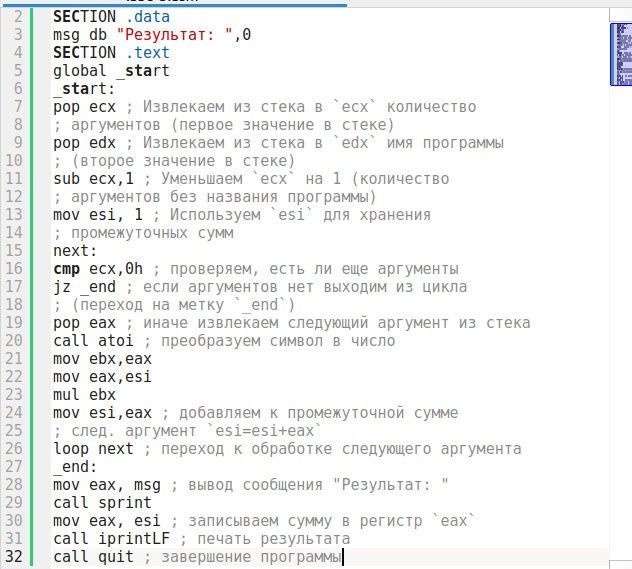 2 SECTION .data
3 msg db "Результат: ",0
4 SECTION .text
5 global _start
6 _start:
7 pop ecx ; Извлекаем из стека в `ecx` количество
8 ; аргументов (первое значение в стеке)
9 pop edx ; Извлекаем из стека в `edx` имя программы
10 ; (второе значение в стеке)
11 sub ecx,1 ; Уменьшаем `ecx` на 1 (количество
12 ; аргументов без названия программы)
13 mov esi, 1 ; Используем `esi` для хранения
14 ; промежуточных сумм
15 next:
16 cmp ecx,0h ; проверяем, есть ли еще аргументы
17 jz _end ; если аргументов нет выходим из цикла
18 ; (переход на метку `_end`)
19 pop eax ; иначе извлекаем следующий аргумент из стека
20 call atoi ; преобразуем символ в число
21 mov ebx,eax
22 mov eax,esi
23 mul ebx
24 mov esi,eax ; добавляем к промежуточной сумме
25 ; след. аргумент `esi=esi+eax`
26 loop next ; переход к обработке следующего аргумента
27 _end:
28 mov eax, msg ; вывод сообщения "Результат: "
29 call sprint
30 mov eax, esi ; записываем сумму в регистр `eax`
31 call iprintLF ; печать результата
32 call quit ; завершение программы